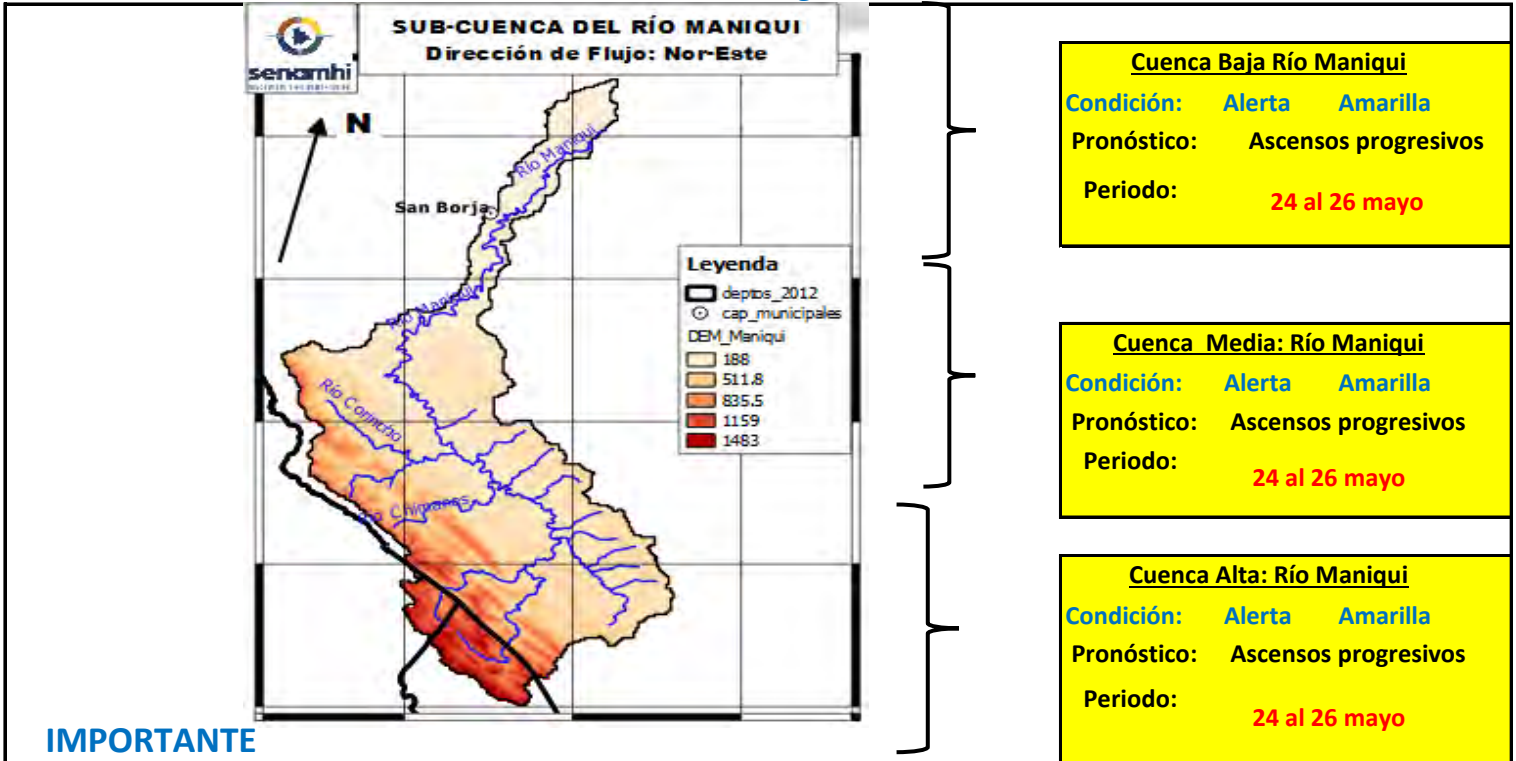 SUB-CUENCA DEL RÍO MANIQUI
Dirección de Flujo: Nor-Este
senamhi
N
Río Maniqui
San Borja
Río Maniqui
Río Corincho
Río Chimanes
Leyenda
deptos_2012
cap_municipales
DEM_Maniqui
188
511.8
835.5
1159
1483
Cuenca Baja Río Maniqui
Condición: Alerta Amarilla
Pronóstico: Ascensos progresivos
Periodo: 24 al 26 mayo
Cuenca Media: Río Maniqui
Condición: Alerta Amarilla
Pronóstico: Ascensos progresivos
Periodo: 24 al 26 mayo
Cuenca Alta: Río Maniqui
Condición: Alerta Amarilla
Pronóstico: Ascensos progresivos
Periodo: 24 al 26 mayo
IMPORTANTE